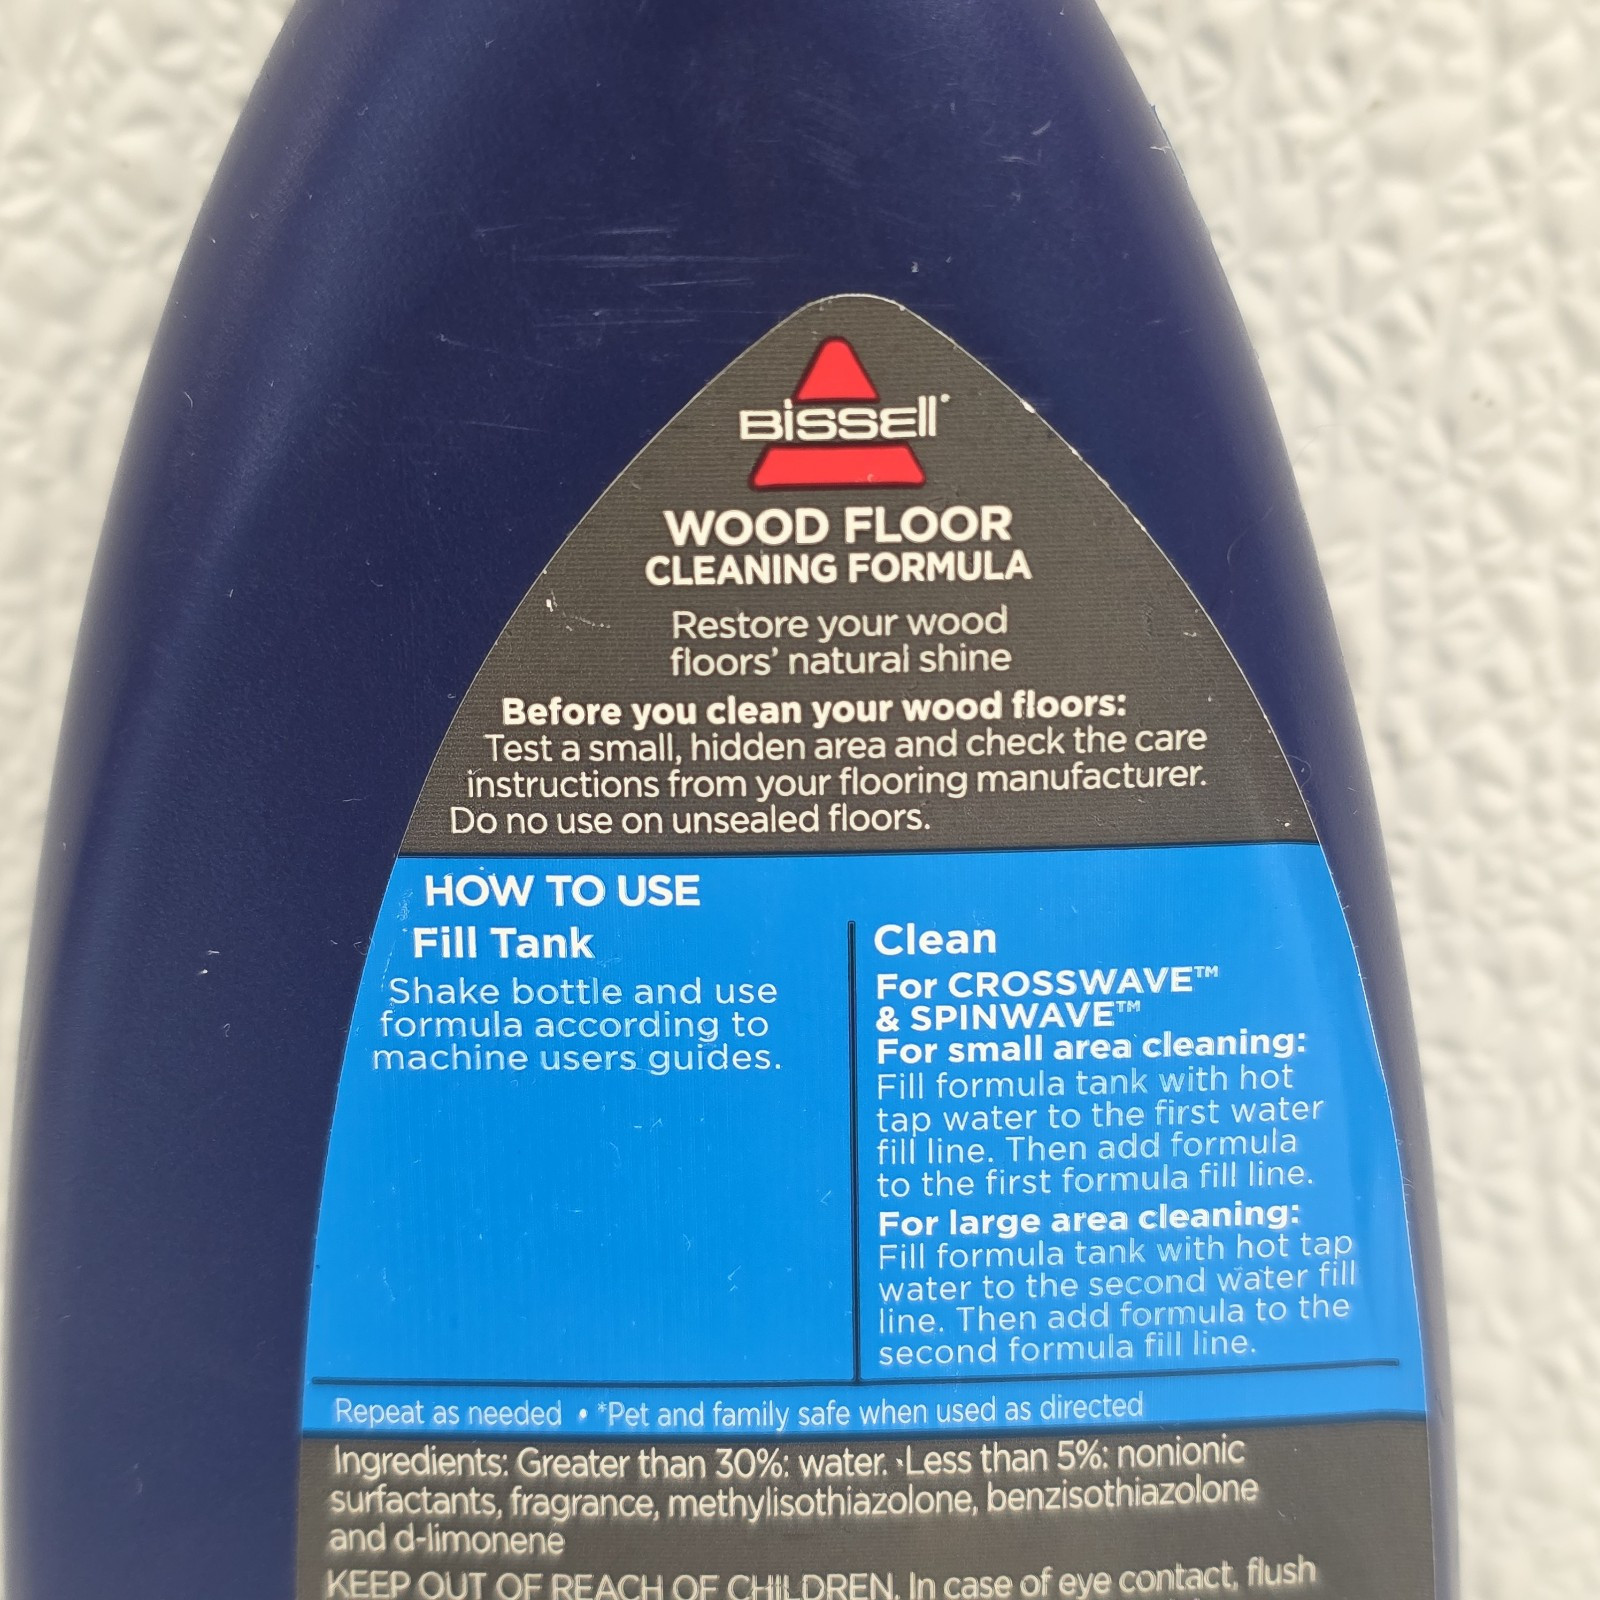 BISSELL
WOOD FLOOR
CLEANING FORMULA
Restore your wood
floors' natural shine
Before you clean your wood floors:
Test a small, hidden area and check the care
instructions from your flooring manufacturer.
Do no use on unsealed floors.
HOW TO USE
Fill Tank
Shake bottle and use
formula according to
machine users guides.
Clean
For CROSSWAVE™
& SPINWAVE™
For small area cleaning:
Fill formula tank with hot
tap water to the first water
fill line. Then add formula
to the first formula fill line.
For large area cleaning:
Fill formula tank with hot tap
water to the second water fill
line. Then add formula to the
second formula fill line.
Repeat as needed • *Pet and family safe when used as directed
Ingredients: Greater than 30%: water. ·Less than 5%: nonionic
surfactants, fragrance, methylisothiazolone, benzisothiazolone
and d-limonene
KEEP OUT OF REACH OF CHILDREN. In case of eye contact, flush